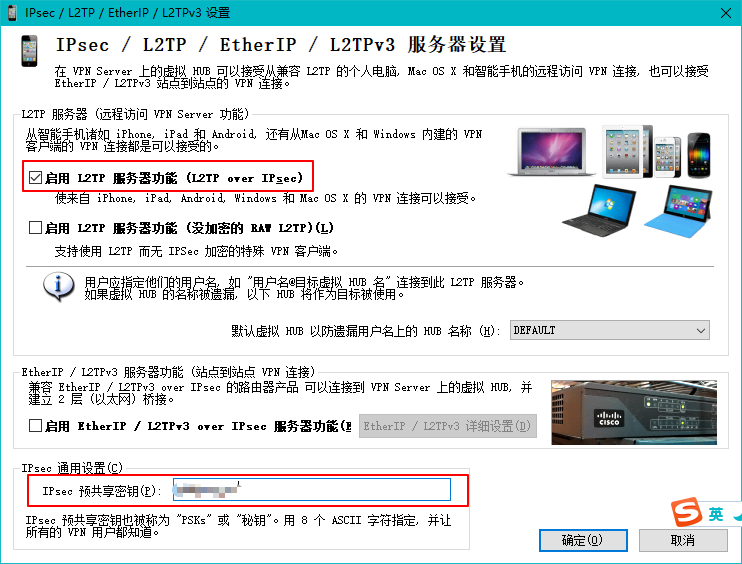 IPsec / L2TP / EtherIP / L2TPv3 设置
IPsec / L2TP / EtherIP / L2TPv3 服务器设置
在 VPN Server 上的虚拟 HUB 可以接受从兼容 L2TP 的个人电脑, Mac OS X 和智能手机的远程访问 VPN 连接, 也可以接受
EtherIP / L2TPv3 站点到站点的 VPN 连接。
L2TP 服务器 (远程访问 VPN Server 功能)
从智能手机诸如 iPhone, iPad 和 Android, 还有从Mac OS X 和 Windows 内建的 VPN
客户端的 VPN 连接都是可以接受的。
启用 L2TP 服务器功能 (L2TP over IPsec)
使来自 iPhone, iPad, Android, Windows 和 Mac OS X 的 VPN 连接可以接受。
启用 L2TP 服务器功能 (没加密的 RAW L2TP)(L)
支持使用 L2TP 而无 IPSec 加密的特殊 VPN 客户端。
用户应指定他们的用户名, 如 "用户名@目标虚拟 HUB 名" 连接到此 L2TP 服务器。
如果虚拟 HUB 的名称被遗漏, 以下 HUB 将作为目标被使用。
默认虚拟 HUB 以防遗漏用户名上的 HUB 名称 (H):
DEFAULT
EtherIP / L2TPv3 服务器功能 (站点到站点 VPN 连接)
兼容 EtherIP / L2TPv3 over IPsec 的路由器产品 可以连接到 VPN Server 上的虚拟 HUB, 并
建立 2 层 (以太网) 桥接。
启用 EtherIP / L2TPv3 over IPsec 服务器功能(
EtherIP / L2TPv3 详细设置(D)
CISCO
IPsec 通用设置(C)
IPsec 预共享密钥(P):
IPsec 预共享密钥也被称为 "PSKs" 或 "秘钥"。用 8 个 ASCII 字符指定, 并让
所有的 VPN 用户都知道。
S 英
确定(O)
取消